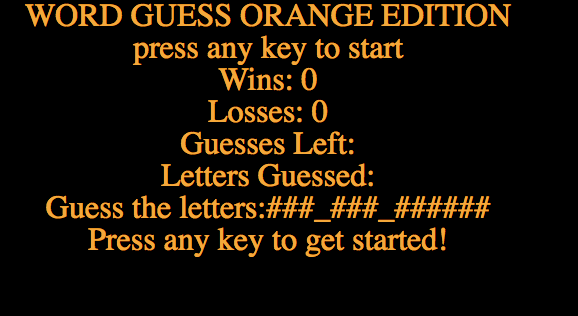 WORD GUESS ORANGE EDITION
press any key to start
Wins: 0
Losses: 0
Guesses Left:
Letters Guessed:
Guess the letters:###_###_######
Press any key to get started!